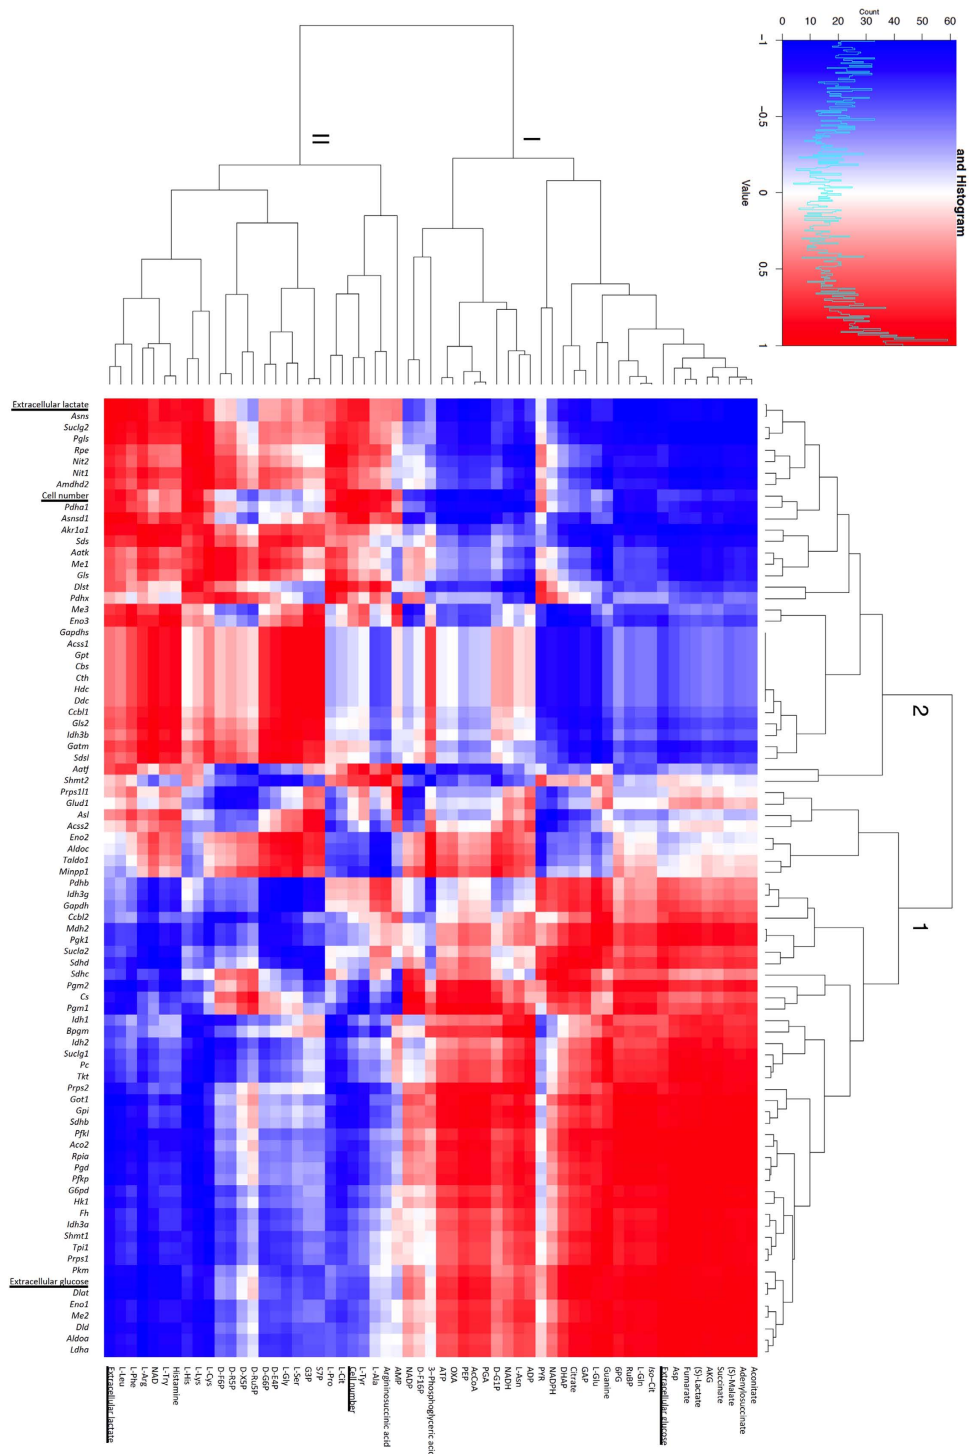 Count
0 10 20 30 40 50 60
-1 -0.5 0 0.5 1
Value
and Histogram
I
II
2
1
Extracellular lactate
Asns
Suclg2
Pgls
Rpe
Nit2
Nit1
Amdhd2
Cell number
Pdha1
Asnsd1
Akr1a1
Sds
Aatk
Me1
Gls
Dlst
Pdhx
Me3
Eno3
Gapdhs
Acss1
Gpt
Cbs
Cth
Hdc
Ddc
Ccbl1
Gls2
Idh3b
Gatm
Sdsl
Aatf
Shmt2
Prps1l1
Glud1
Asl
Acss2
Eno2
Aldoc
Taldo1
Minpp1
Pdhb
Idh3g
Gapdh
Ccbl2
Mdh2
Pgk1
Sucla2
Sdhd
Sdhc
Pgm2
Cs
Pgm1
Idh1
Bpgm
Idh2
Suclg1
Pc
Tkt
Prps2
Got1
Gpi
Sdhb
Pfkl
Aco2
Rpia
Pgd
Pfkp
G6pd
Hk1
Fh
Idh3a
Shmt1
Tpi1
Prps1
Pkm
Extracellular glucose
Dlat
Eno1
Me2
Dld
Aldoa
Ldha
Extracellular lactate
L-Leu
L-Phe
L-Arg
NAD
L-Try
Histamine
L-His
L-Lys
L-Cys
D-F6P
D-R5P
D-X5P
D-Ru5P
D-G6P
D-E4P
L-Gly
L-Ser
G3P
S7P
L-Pro
L-Cit
Cell number
L-Tyr
L-Ala
Argininosuccinic acid
AMP
NADP
D-F16P
3-Phosphoglyceric acid
ATP
OXA
PEP
AcCoA
PGA
D-G1P
NADH
L-Asn
ADP
PYR
NADPH
DHAP
Citrate
GAP
L-Glu
Guanine
6PG
RuBP
L-Gln
Iso-Cit
Extracellular glucose
Asp
Fumarate
(S)-Lactate
AKG
Succinate
(S)-Malate
Adenylosuccinate
Aconitate